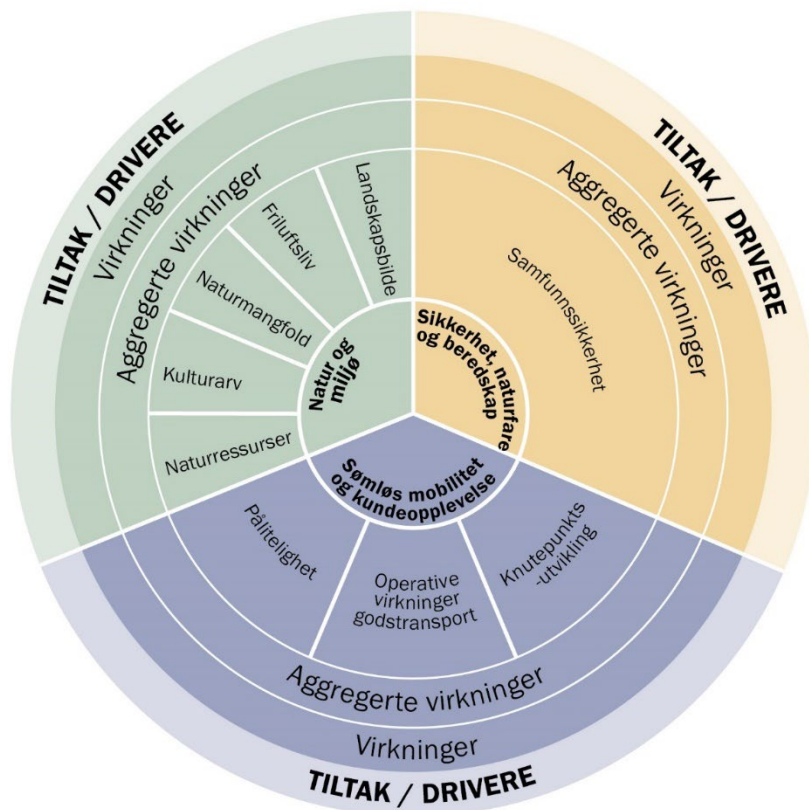 TILTAK / DRIVERE
Virkninger
Aggregerte virkninger
Landskapsbilde
Friluftsliv
Naturmangfold
Kulturarv
Naturressurser
Natur og
miljø
TILTAK / DRIVERE
Virkninger
Aggregerte virkninger
Samfunnssikkerhet
Sikkerhet, naturfare
og beredskap
Sømløs mobilitet
og kundeopplevelse
Pålitelighet
Operative
virkninger
godstransport
Knutepunkts
-utvikling
Aggregerte virkninger
Virkninger
TILTAK / DRIVERE